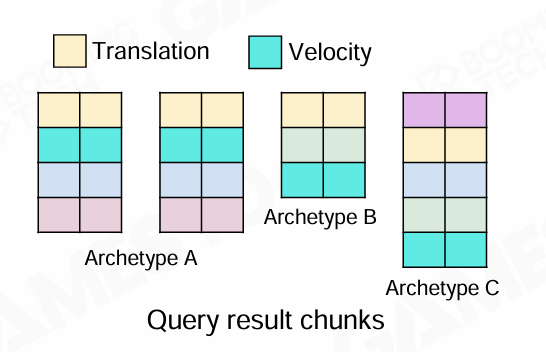 Translation
Velocity
Archetype A
Archetype B
Archetype C
Query result chunks